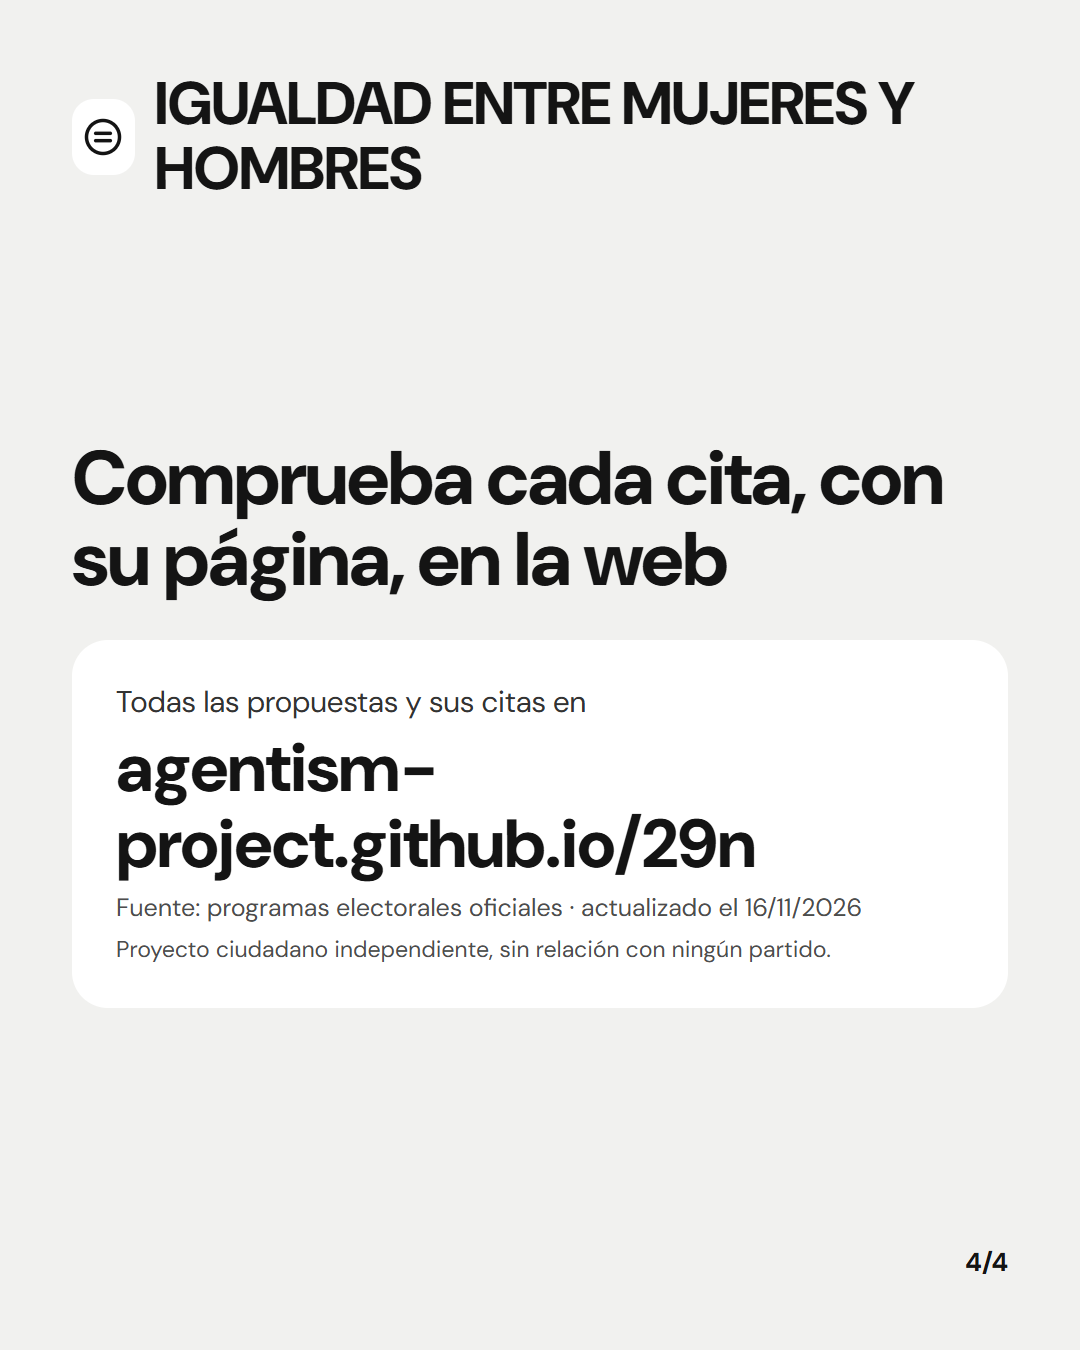 IGUALDAD ENTRE MUJERES Y
HOMBRES
Comprueba cada cita, con
su página, en la web
Todas las propuestas y sus citas en
agentism-
project.github.io/29n
Fuente: programas electorales oficiales · actualizado el 16/11/2026
Proyecto ciudadano independiente, sin relación con ningún partido.
4/4